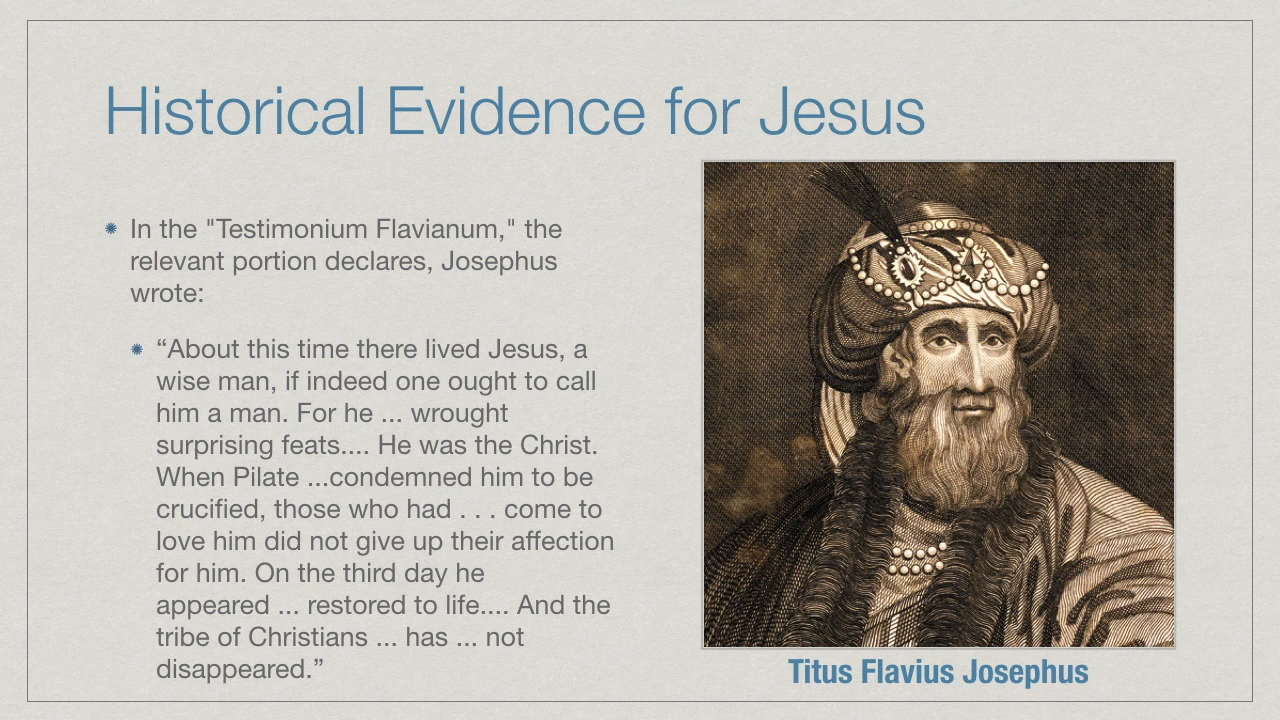 Historical Evidence for Jesus
In the "Testimonium Flavianum," the
relevant portion declares, Josephus
wrote:
“About this time there lived Jesus, a
wise man, if indeed one ought to call
him a man. For he ... wrought
surprising feats.... He was the Christ.
When Pilate ...condemned him to be
crucified, those who had . . . come to
love him did not give up their affection
for him. On the third day he
appeared ... restored to life.... And the
tribe of Christians ... has ... not
disappeared.”
Titus Flavius Josephus